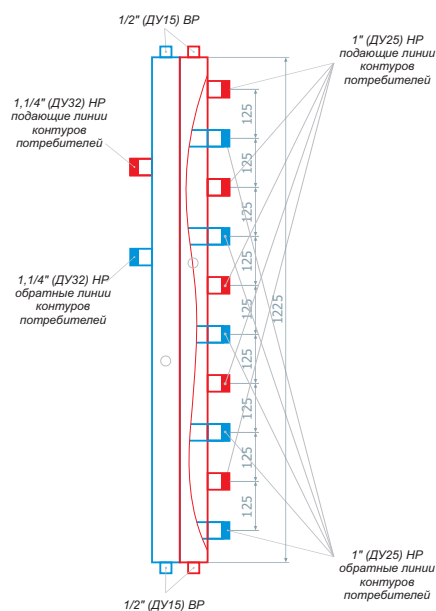 1/2" (ДУ15) ВР
1" (ДУ25) НР
подающие линии
контуров
потребителей
1,1/4" (ДУ32) НР
подающие линии
контуров
потребителей
1,1/4" (ДУ32) НР
обратные линии
контуров
потребителей
125
125
125
125
125
125
125
125
125
1225
1" (ДУ25) НР
обратные линии
контуров
потребителей
1/2" (ДУ15) ВР